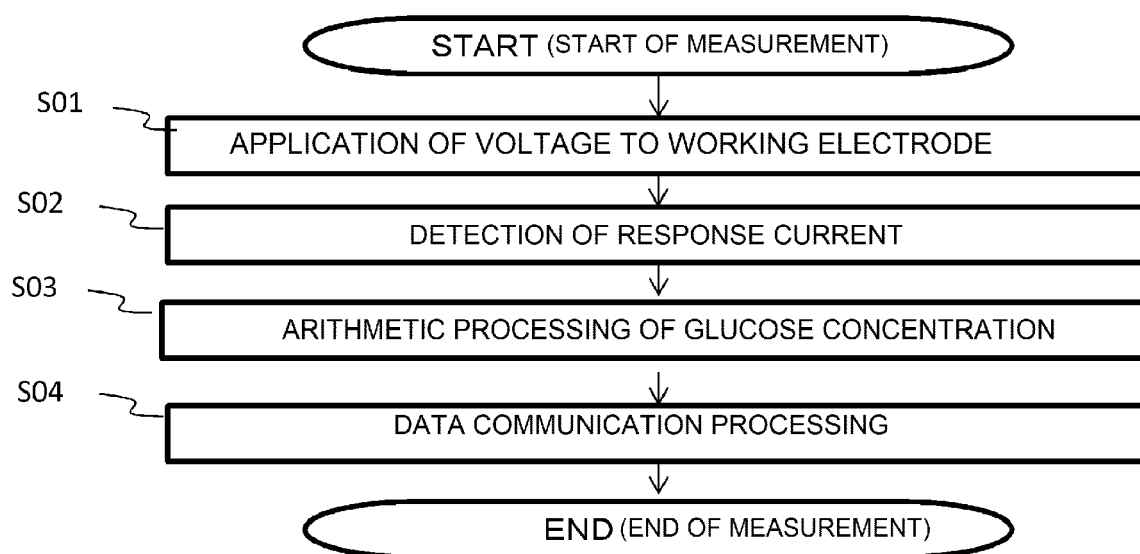 START (START OF MEASUREMENT)
S01
APPLICATION OF VOLTAGE TO WORKING ELECTRODE
S02
DETECTION OF RESPONSE CURRENT
S03
ARITHMETIC PROCESSING OF GLUCOSE CONCENTRATION
S04
DATA COMMUNICATION PROCESSING
END (END OF MEASUREMENT)